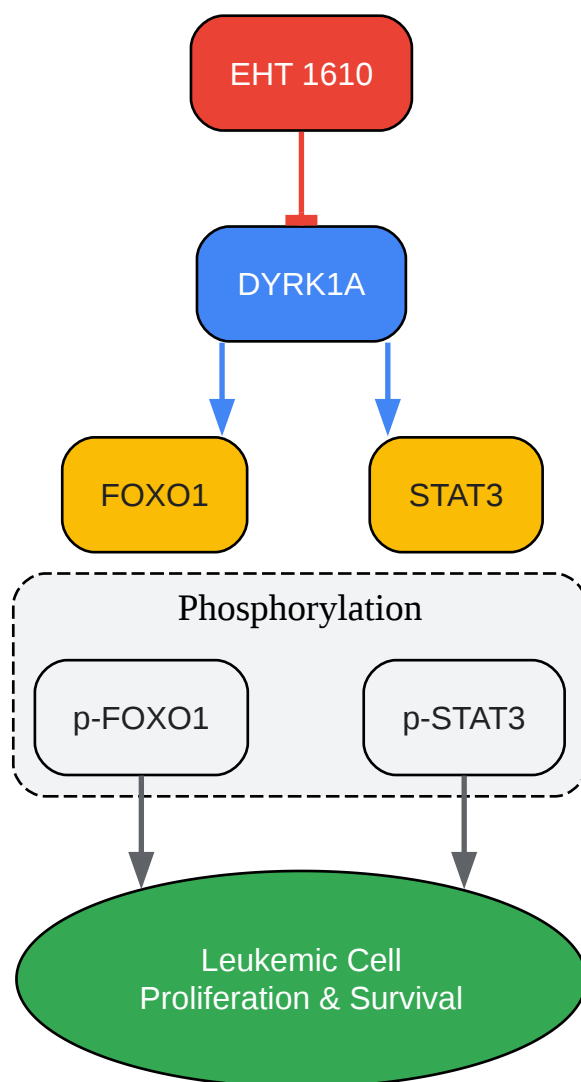 EHT 1610
DYRK1A
FOXO1 STAT3
Phosphorylation
p-FOXO1 p-STAT3
Leukemic Cell
Proliferation & Survival